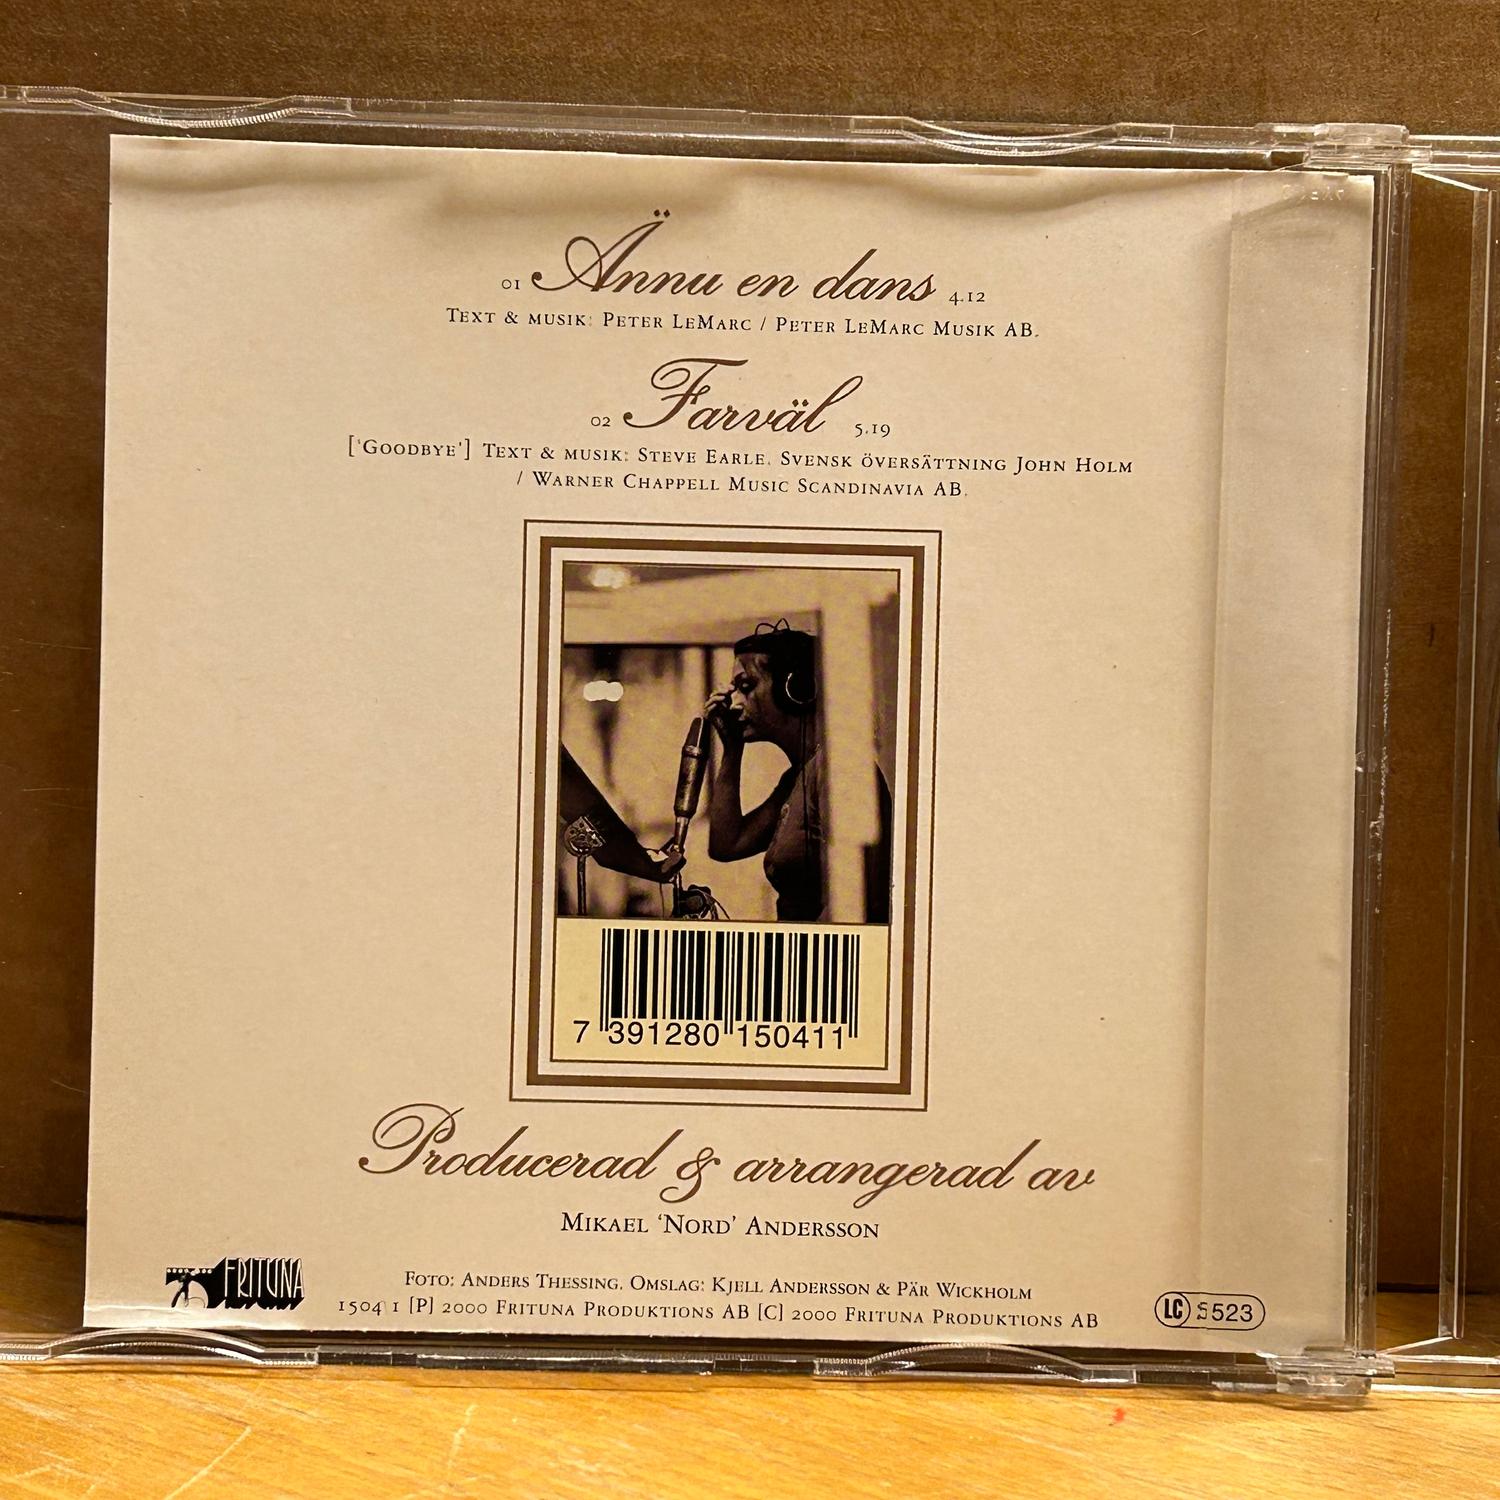 01 Ännu en dans 4.12
TEXT & MUSIK: PETER LEMARC / PETER LEMARC MUSIK AB.
02 Farväl 5.19
['GOODBYE'] TEXT & MUSIK: STEVE EARLE. SVENSK ÖVERSÄTTNING JOHN HOLM
/ WARNER CHAPPELL MUSIC SCANDINAVIA AB.
7 391280 150411
Producerad & arrangerad av
MIKAEL 'NORD' ANDERSSON
FRITUNA
FOTO: ANDERS THESSING. OMSLAG: KJELL ANDERSSON & PÄR WICKHOLM
1504 1 [P] 2000 FRITUNA PRODUKTIONS AB [C] 2000 FRITUNA PRODUKTIONS AB
LC 5523